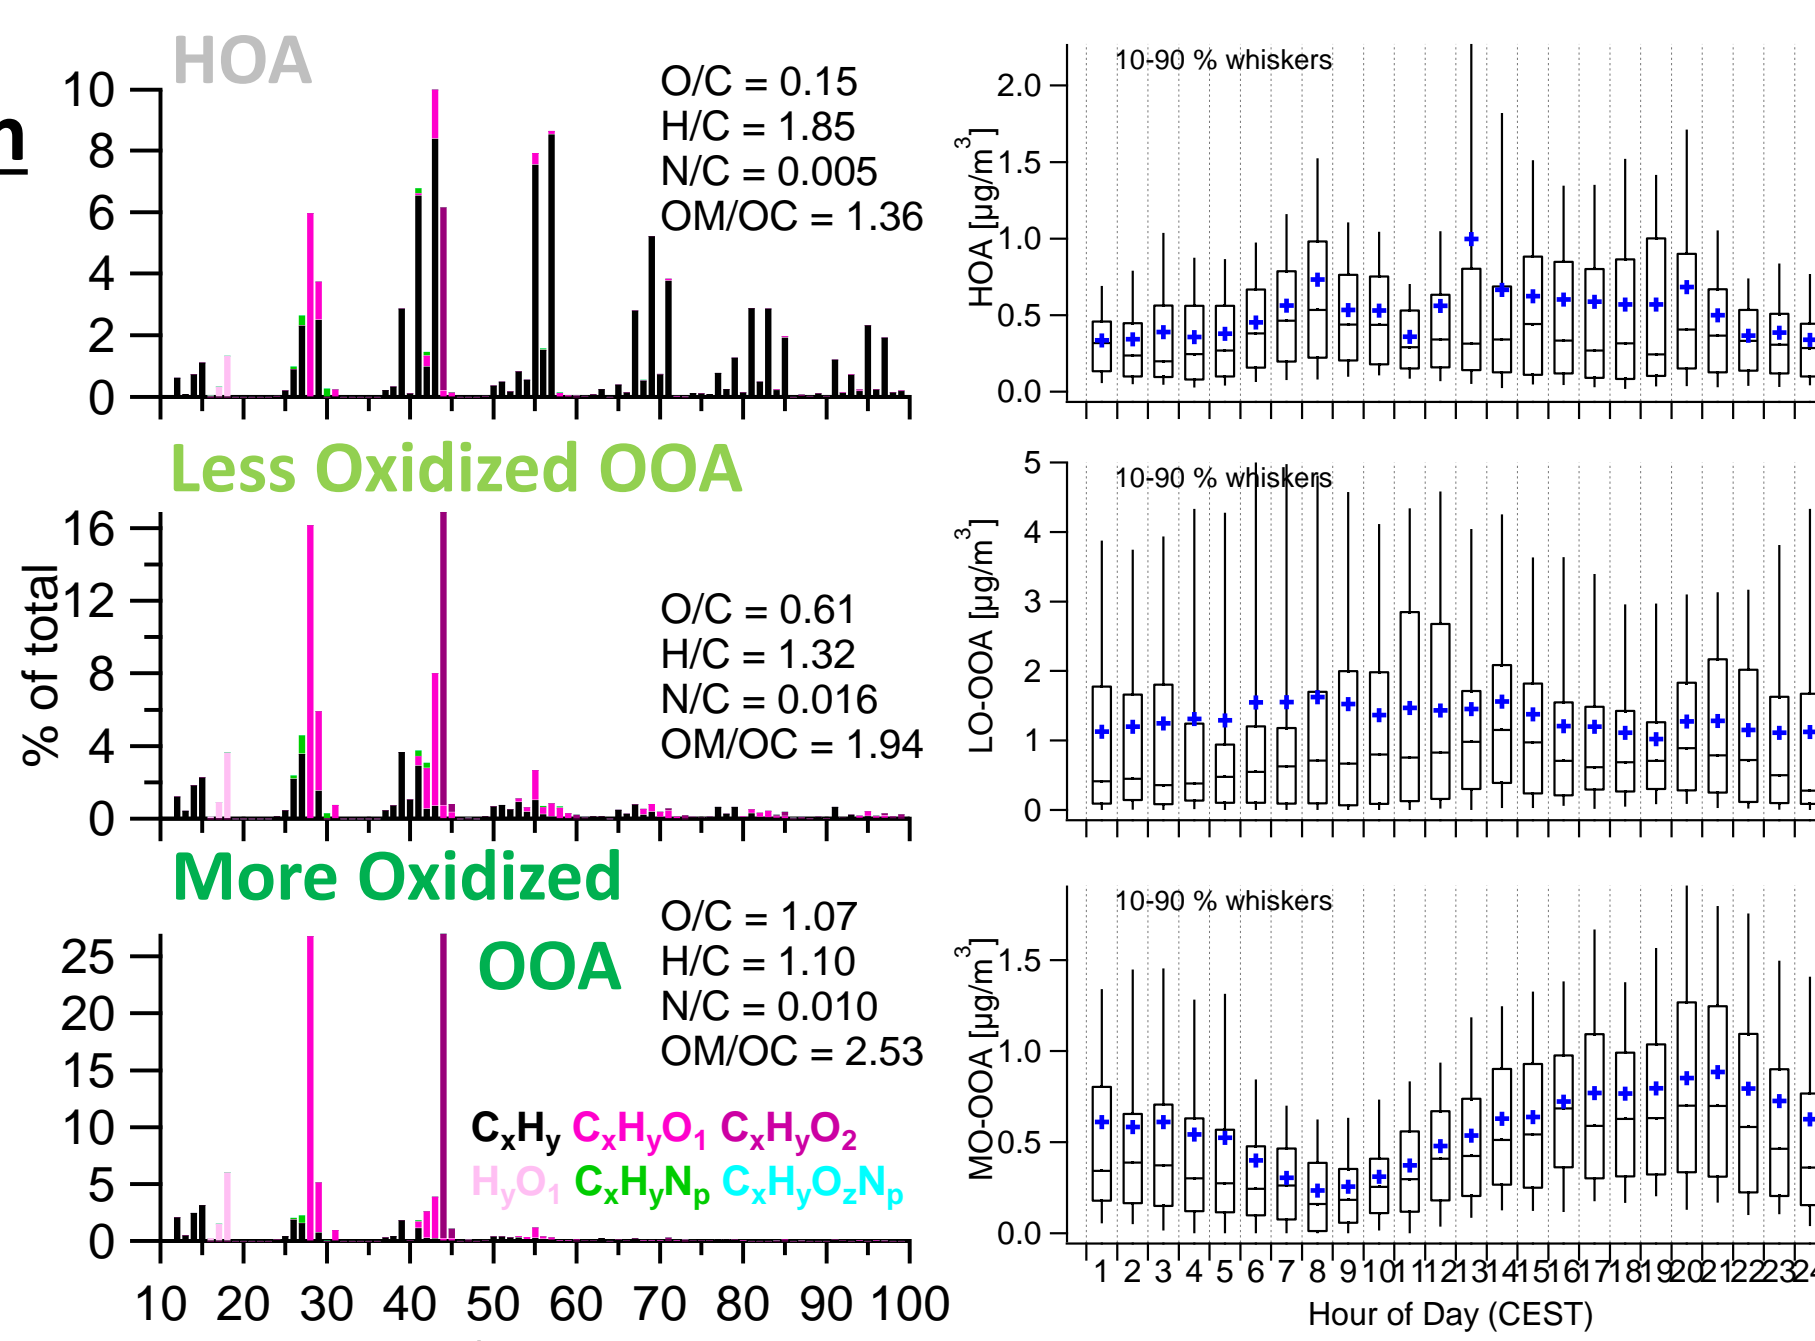 n
HOA
10
8
6
4
2
0
O/C = 0.15
H/C = 1.85
N/C = 0.005
OM/OC = 1.36
Less Oxidized OOA
% of total
16
12
8
4
0
O/C = 0.61
H/C = 1.32
N/C = 0.016
OM/OC = 1.94
More Oxidized
OOA
25
20
15
10
5
0
O/C = 1.07
H/C = 1.10
N/C = 0.010
OM/OC = 2.53
CxHy CxHyO1 CxHyO2
HyO1 CxHyNp CxHyOzNp
10 20 30 40 50 60 70 80 90 100
10-90 % whiskers
HOA [µg/m3]
2.0
1.5
1.0
0.5
0.0
10-90 % whiskers
LO-OOA [µg/m3]
5
4
3
2
1
0
10-90 % whiskers
MO-OOA [µg/m3]
1.5
1.0
0.5
0.0
1 2 3 4 5 6 7 8 9 10 11 12 13 14 15 16 17 18 19 20 21 22 23 24
Hour of Day (CEST)